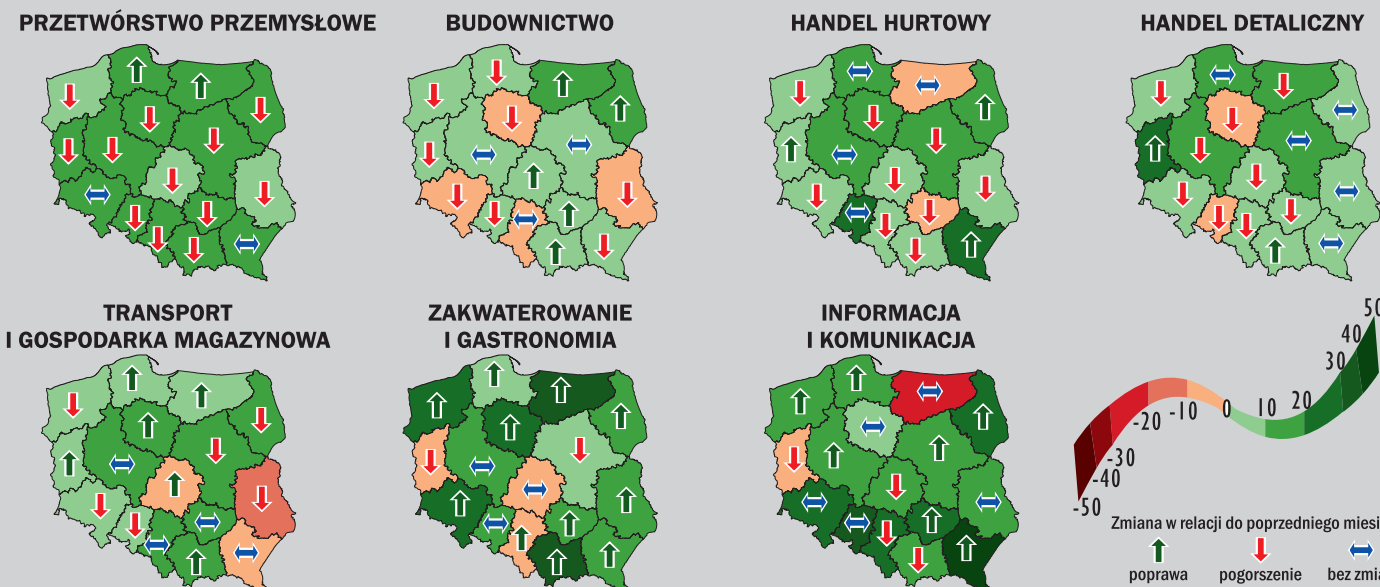 PRZETWÓRSTWO PRZEMYSŁOWE
BUDOWNICTWO
HANDEL HURTOWY
HANDEL DETALICZNY
TRANSPORT
I GOSPODARKA MAGAZYNOWA
ZAKWATEROWANIE
I GASTRONOMIA
INFORMACJA
I KOMUNIKACJA
50
40
30
20
10
0
-10
-20
-30
-40
-50
Zmiana w relacji do poprzedniego miesi
poprawa
pogorszenie
bez zmia